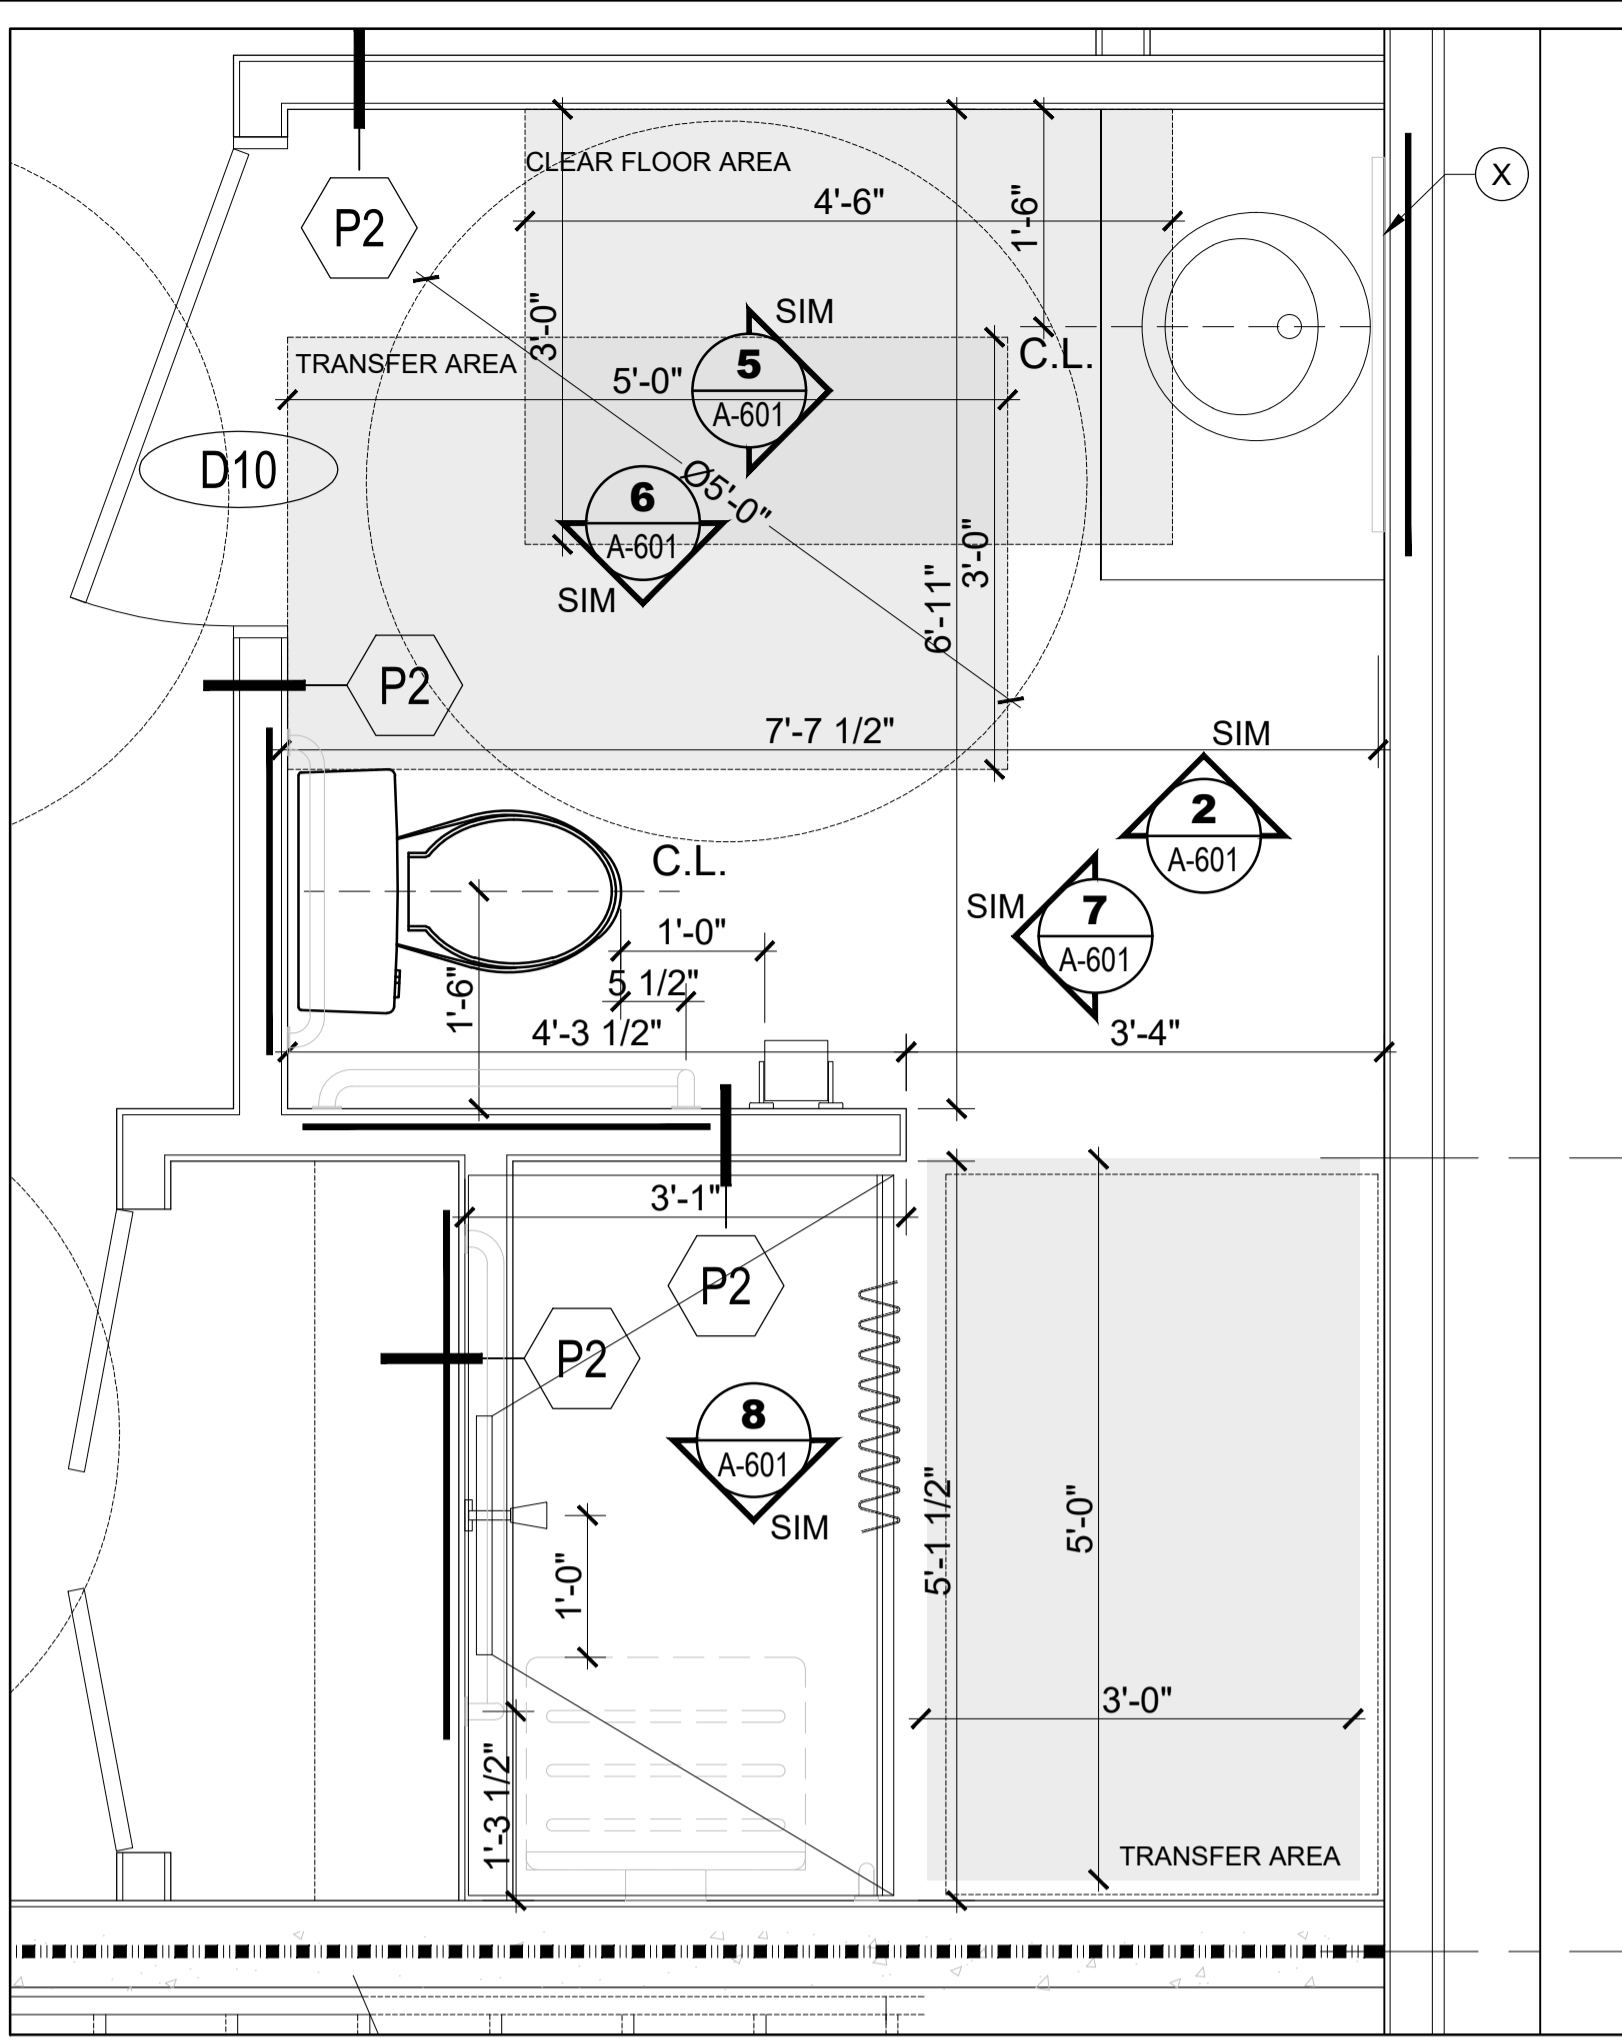 CLEAR FLOOR AREA
4'-6"
1'-6"
X
P2
SIM
3'-0"
TRANSFER AREA
5'-0"
5
A-601
C.L.
D10
Ø5'-0"
6
A-601
SIM
3'-0"
6'-11"
P2
7'-7 1/2"
SIM
2
A-601
C.L.
SIM
7
A-601
1'-0"
5 1/2"
1'-6"
4'-3 1/2"
3'-4"
3'-1"
P2
P2
8
A-601
SIM
5'-1 1/2"
5'-0"
1'-0"
3'-0"
1'-3 1/2"
TRANSFER AREA